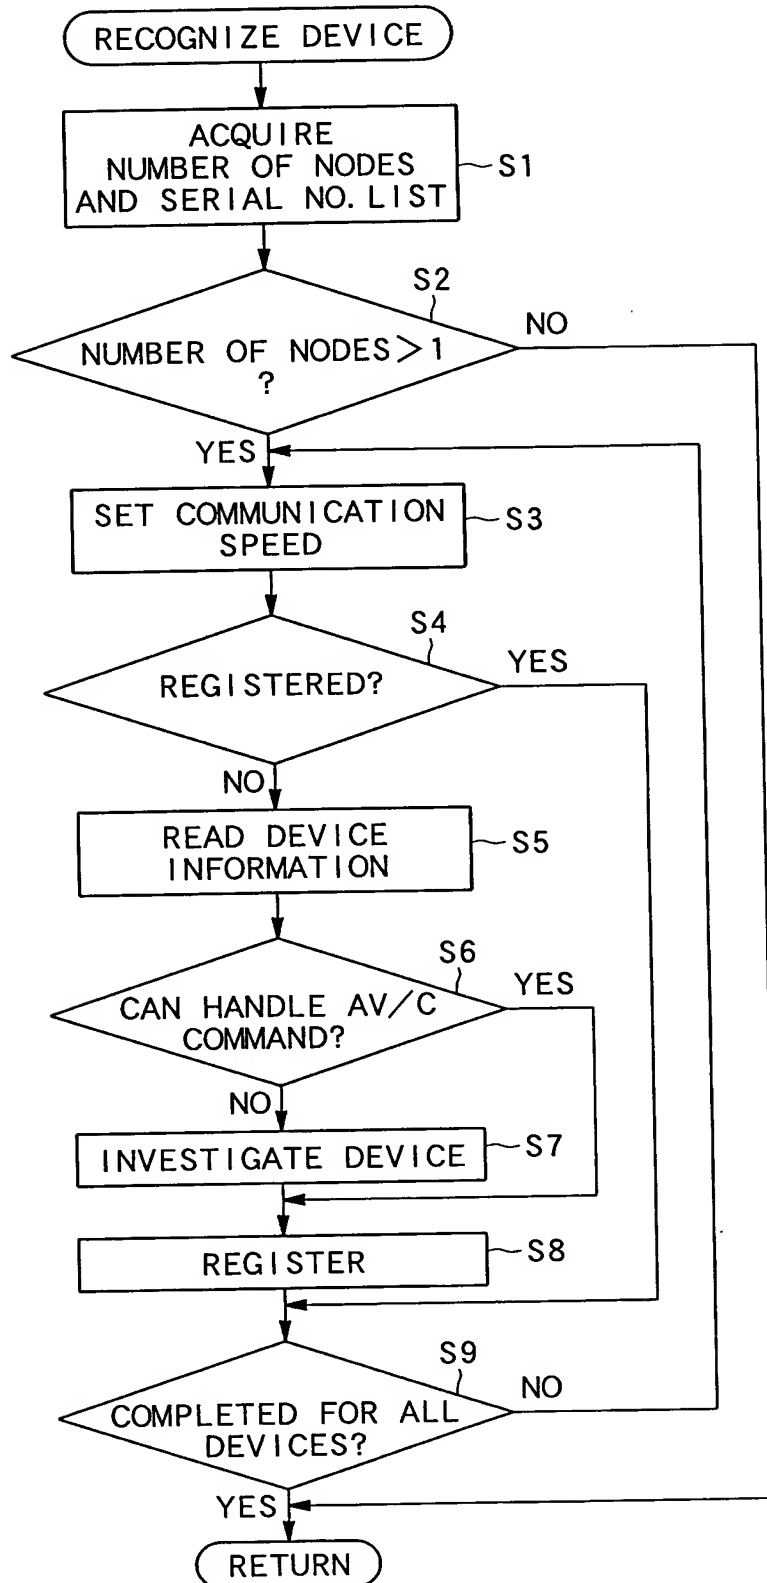 RECOGNIZE DEVICE
ACQUIRE
NUMBER OF NODES
AND SERIAL NO. LIST
S1
S2
NO
NUMBER OF NODES>1
?
YES
SET COMMUNICATION
SPEED
S3
S4
YES
REGISTERED?
NO
READ DEVICE
INFORMATION
S5
S6
YES
CAN HANDLE AV/C
COMMAND?
NO
INVESTIGATE DEVICE
S7
REGISTER
S8
S9
NO
COMPLETED FOR ALL
DEVICES?
YES
RETURN